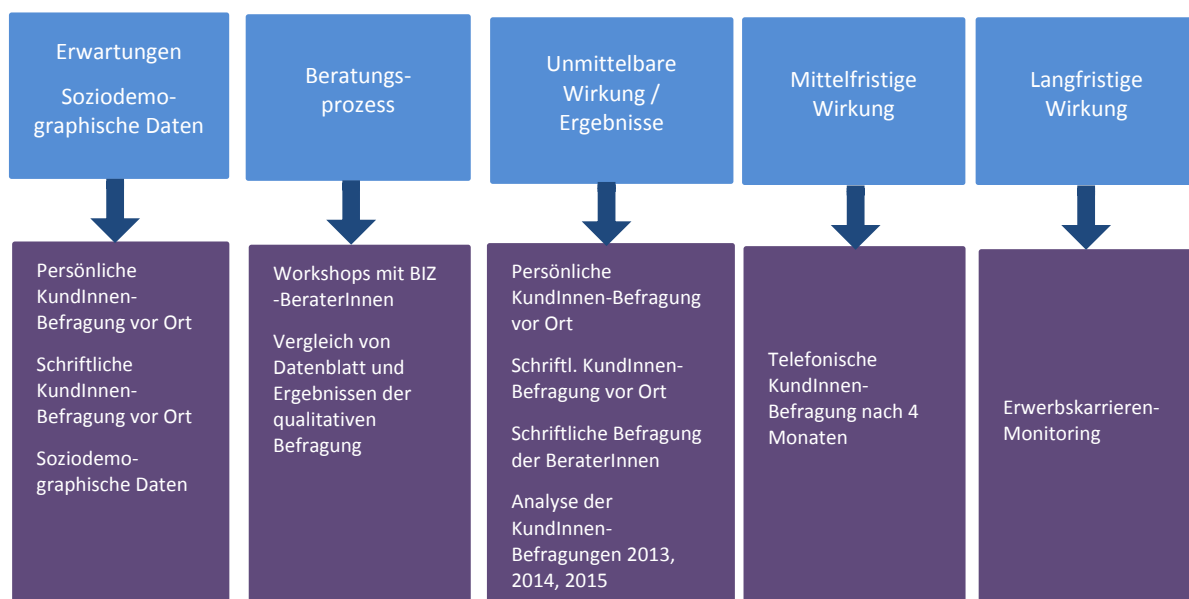 Erwartungen
Soziodemo-
graphische Daten
Beratungs-
prozess
Unmittelbare
Wirkung /
Ergebnisse
Mittelfristige
Wirkung
Langfristige
Wirkung
Persönliche
KundInnen-
Befragung vor Ort
Schriftliche
KundInnen-
Befragung vor Ort
Soziodemo-
graphische Daten
Workshops mit BIZ
-BeraterInnen
Vergleich von
Datenblatt und
Ergebnissen der
qualitativen
Befragung
Persönliche
KundInnen-Befragung
vor Ort
Schriftl. KundInnen-
Befragung vor Ort
Schriftliche Befragung
der BeraterInnen
Analyse der
KundInnen-
Befragungen 2013,
2014, 2015
Telefonische
KundInnen-
Befragung nach 4
Monaten
Erwerbskarrieren-
Monitoring